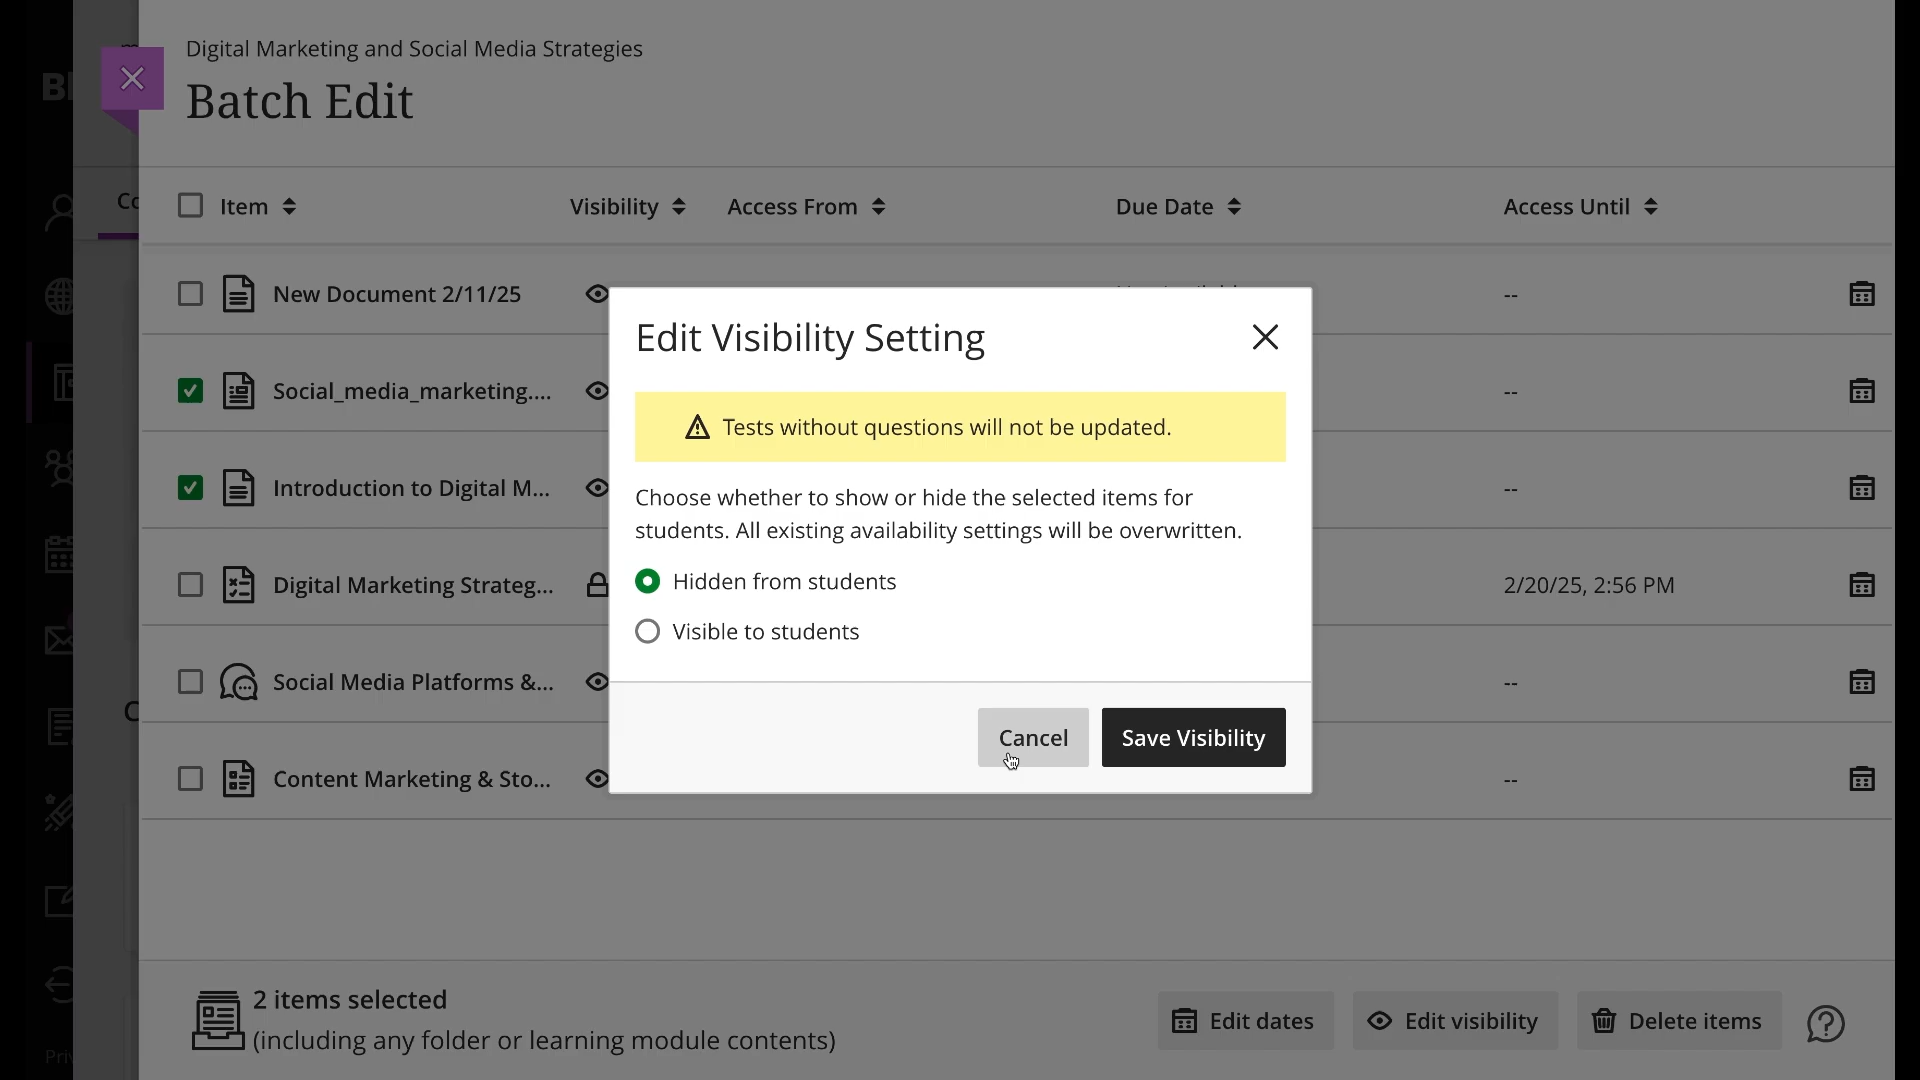 Digital Marketing and Social Media Strategies
Batch Edit
Item Visibility Access From Due Date Access Until
New Document 2/11/25 --
Social_media_marketing.... --
Introduction to Digital M... --
Digital Marketing Strateg... 2/20/25, 2:56 PM
Social Media Platforms &... --
Content Marketing & Sto... --
Edit Visibility Setting
Tests without questions will not be updated.
Choose whether to show or hide the selected items for
students. All existing availability settings will be overwritten.
Hidden from students
Visible to students
Cancel Save Visibility
2 items selected
(including any folder or learning module contents)
Edit dates Edit visibility Delete items